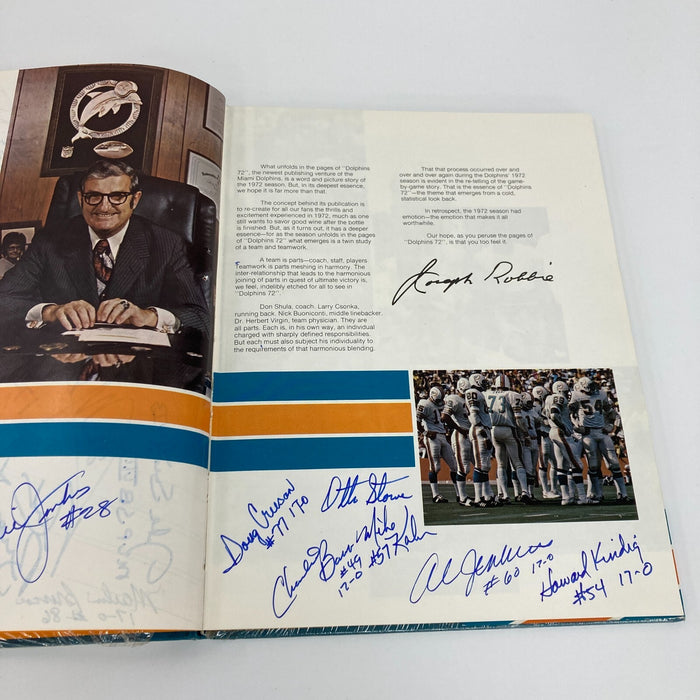 What unfolds in the pages of "Dolphins
72", the newest publishing venture of the
Miami Dolphins, is a word and picture story
of the 1972 season. But, in its deepest essence,
we hope it is far more than that.
The concept behind its publication is
to re-create for all our fans the thrills and
excitement experienced in 1972, much as one
still wants to savor good wine after the bottle
is finished. But, as it turns out, it has a deeper
essence—for as the season unfolds in the pages
of "Dolphins 72" what emerges is a twin study
of a team and teamwork.
A team is parts—coach, staff, players
Teamwork is parts meshing in harmony. The
inter-relationship that leads to the harmonious
joining of parts in quest of ultimate victory is,
we feel, indelibly etched for all to see in
"Dolphins 72".
Don Shula, coach, Larry Csonka,
running back. Nick Buoniconti, middle linebacker.
Dr. Herbert Virgin, team physician. They are
all parts. Each is, in his own way, an individual
charged with sharply defined responsibilities.
But each must also subject his individuality to
the requirements of that harmonious blending.
That that process occurred over and
over and over again during the Dolphins' 1972
season is evident in the re-telling of the game-
by-game story. That is the essence of "Dolphins
72"—the theme that emerges from a cold,
statistical look back.
In retrospect, the 1972 season had
emotion—the emotion that makes it all
worthwhile.
Our hope, as you peruse the pages of
"Dolphins 72", is that you too feel it.
Joseph Robbie
73
54
80
#28
Doug Crusan
#77 17-0
Otto Stowe
Charlie Babb
#49
17-0
Mike Kolen
#57
Al Jenkins
#60 17-0
Howard Kindig
#54 17-0